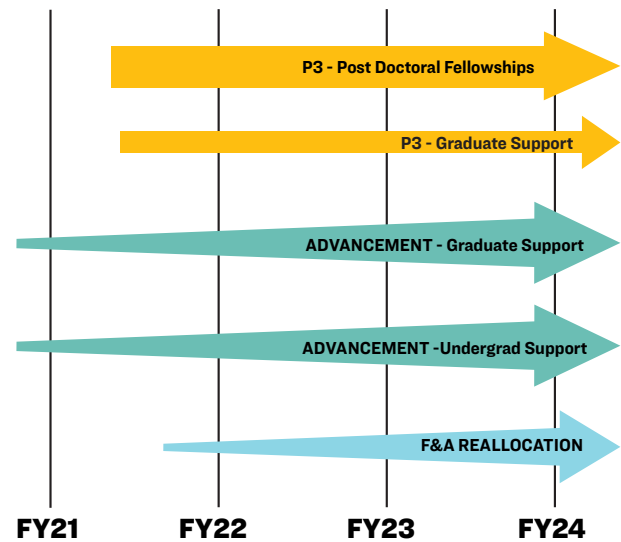 P3 - Post Doctoral Fellowships
P3 - Graduate Support
ADVANCEMENT - Graduate Support
ADVANCEMENT -Undergrad Support
F&A REALLOCATION
FY21 FY22 FY23 FY24